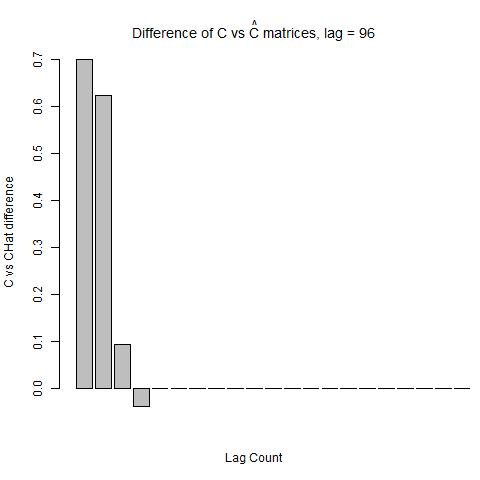 Difference of C vs Ĉ matrices, lag = 96
0.7
0.6
0.5
0.4
0.3
0.2
0.1
0.0
C vs CHat difference
Lag Count